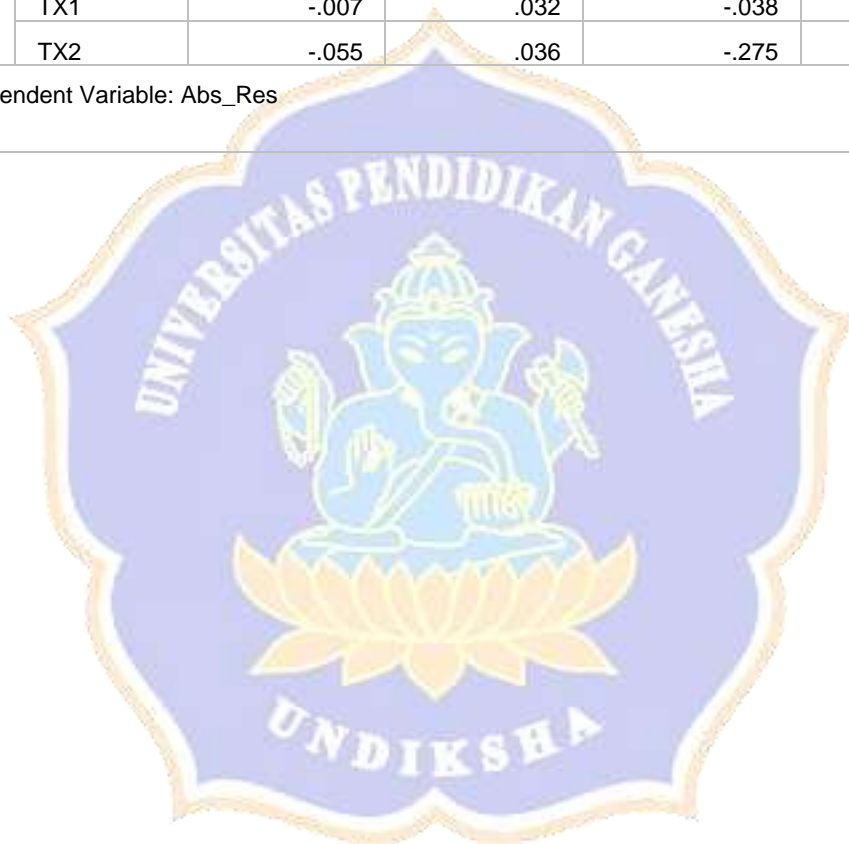 TX1 -.007 .032 -.038
TX2 -.055 .036 -.275
endent Variable: Abs_Res
UNIVERSITAS PENDIDIKAN GANESHA
UNDIKSHA